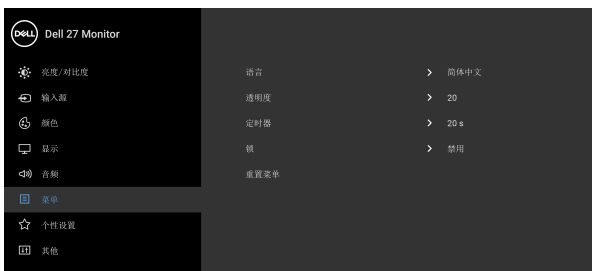 DELL Dell 27 Monitor
亮度/对比度
语言 简体中文
输入源
透明度 20
颜色
定时器 20 s
显示
锁 禁用
音频
重置菜单
菜单
个性设置
其他